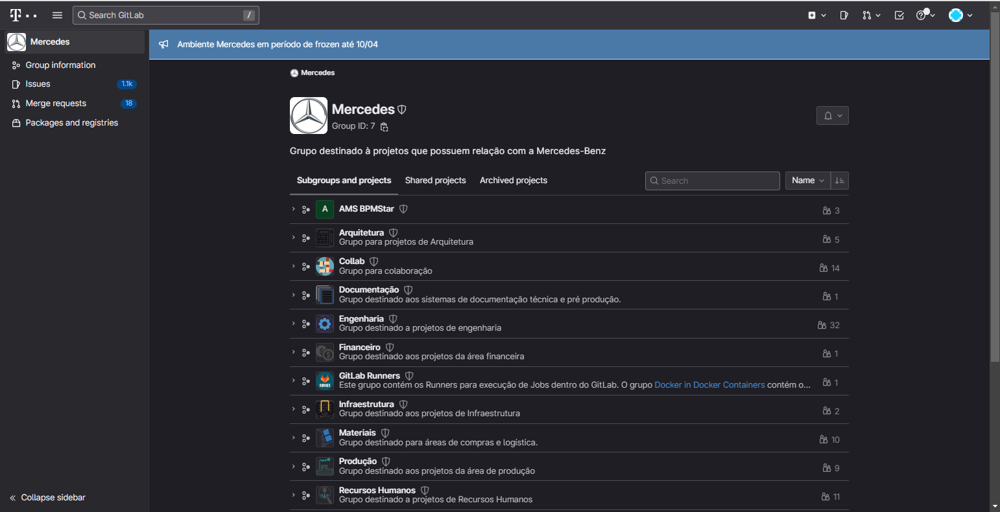 T
Search GitLab
/
Mercedes
Group information
Issues
1.1k
Merge requests
18
Packages and registries
Collapse sidebar
Ambiente Mercedes em período de frozen até 10/04
Mercedes
Mercedes
Group ID: 7
Grupo destinado à projetos que possuem relação com a Mercedes-Benz
Subgroups and projects
Shared projects
Archived projects
Search
Name
A
AMS BPMStar
3
Arquitetura
Grupo para projetos de Arquitetura
5
Collab
Grupo para colaboração
14
Documentação
Grupo destinado aos sistemas de documentação técnica e pré produção.
1
Engenharia
Grupo destinado a projetos de engenharia
32
Financeiro
Grupo destinado aos projetos da área financeira
1
RUNNER
GitLab Runners
Este grupo contém os Runners para execução de Jobs dentro do GitLab. O grupo Docker in Docker Containers contém o...
1
Infraestrutura
Grupo destinado aos projetos de Infraestrutura
2
Materiais
Grupo destinado para áreas de compras e logística.
10
Produção
Grupo destinado aos projetos da área de produção
9
Recursos Humanos
Grupo destinado a projetos de Recursos Humanos
11